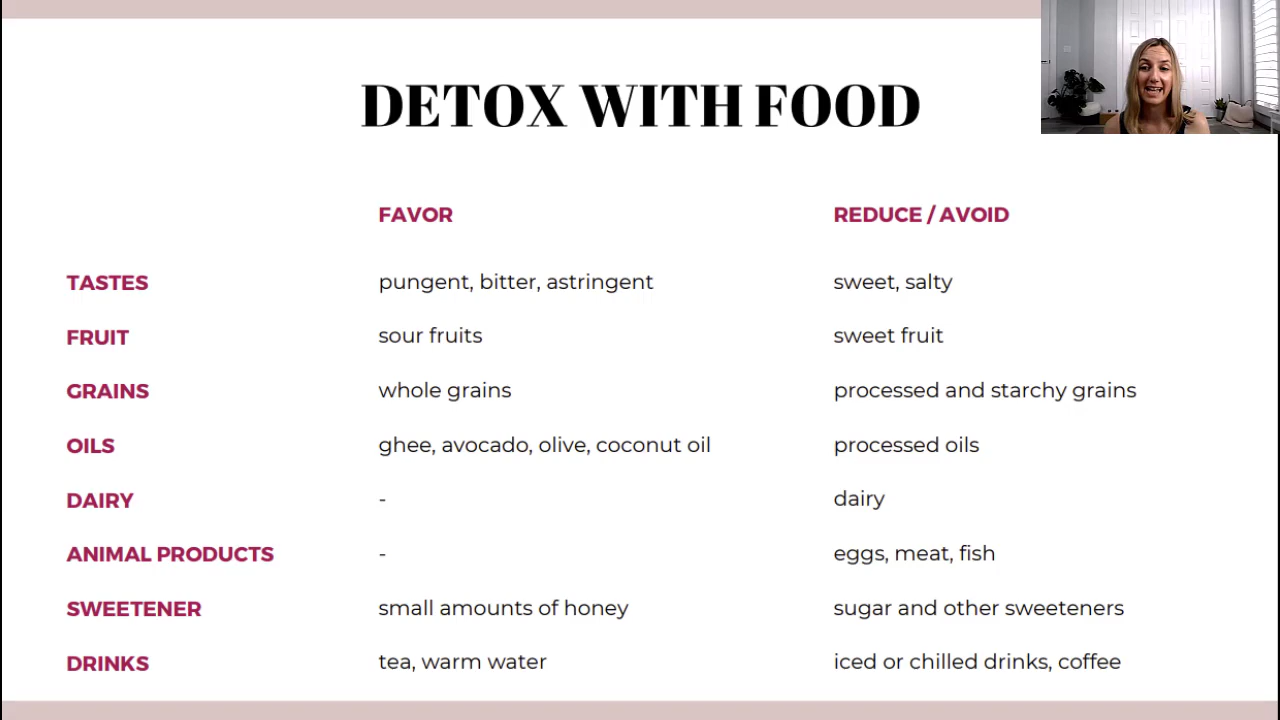 DETOX WITH FOOD
FAVOR REDUCE / AVOID
TASTES pungent, bitter, astringent sweet, salty
FRUIT sour fruits sweet fruit
GRAINS whole grains processed and starchy grains
OILS ghee, avocado, olive, coconut oil processed oils
DAIRY - dairy
ANIMAL PRODUCTS - eggs, meat, fish
SWEETENER small amounts of honey sugar and other sweeteners
DRINKS tea, warm water iced or chilled drinks, coffee